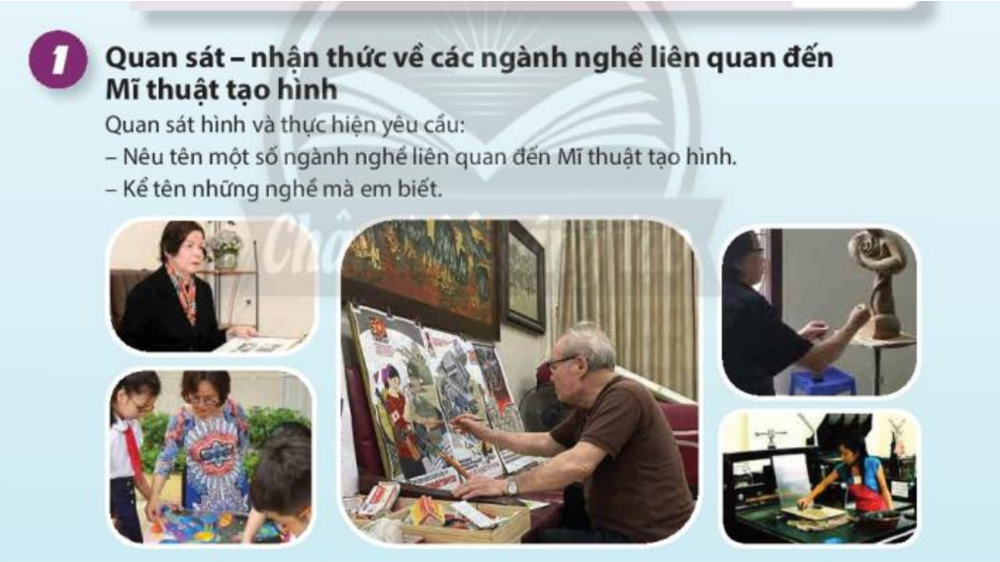 1
Quan sát – nhận thức về các ngành nghề liên quan đến
Mĩ thuật tạo hình
Quan sát hình và thực hiện yêu cầu:
– Nêu tên một số ngành nghề liên quan đến Mĩ thuật tạo hình.
– Kể tên những nghề mà em biết.